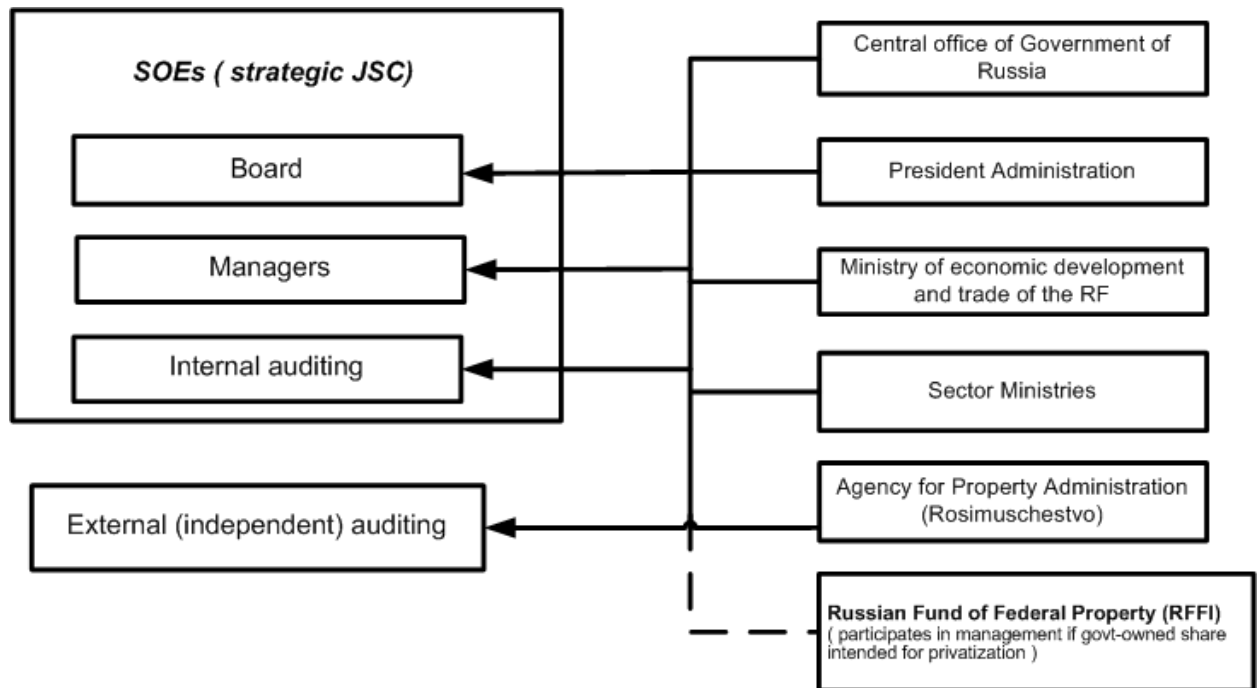 SOEs ( strategic JSC)
Board
Managers
Internal auditing
External (independent) auditing
Central office of Government of
Russia
President Administration
Ministry of economic development
and trade of the RF
Sector Ministries
Agency for Property Administration
(Rosimuschestvo)
Russian Fund of Federal Property (RFFI)
( participates in management if govt-owned share
intended for privatization )